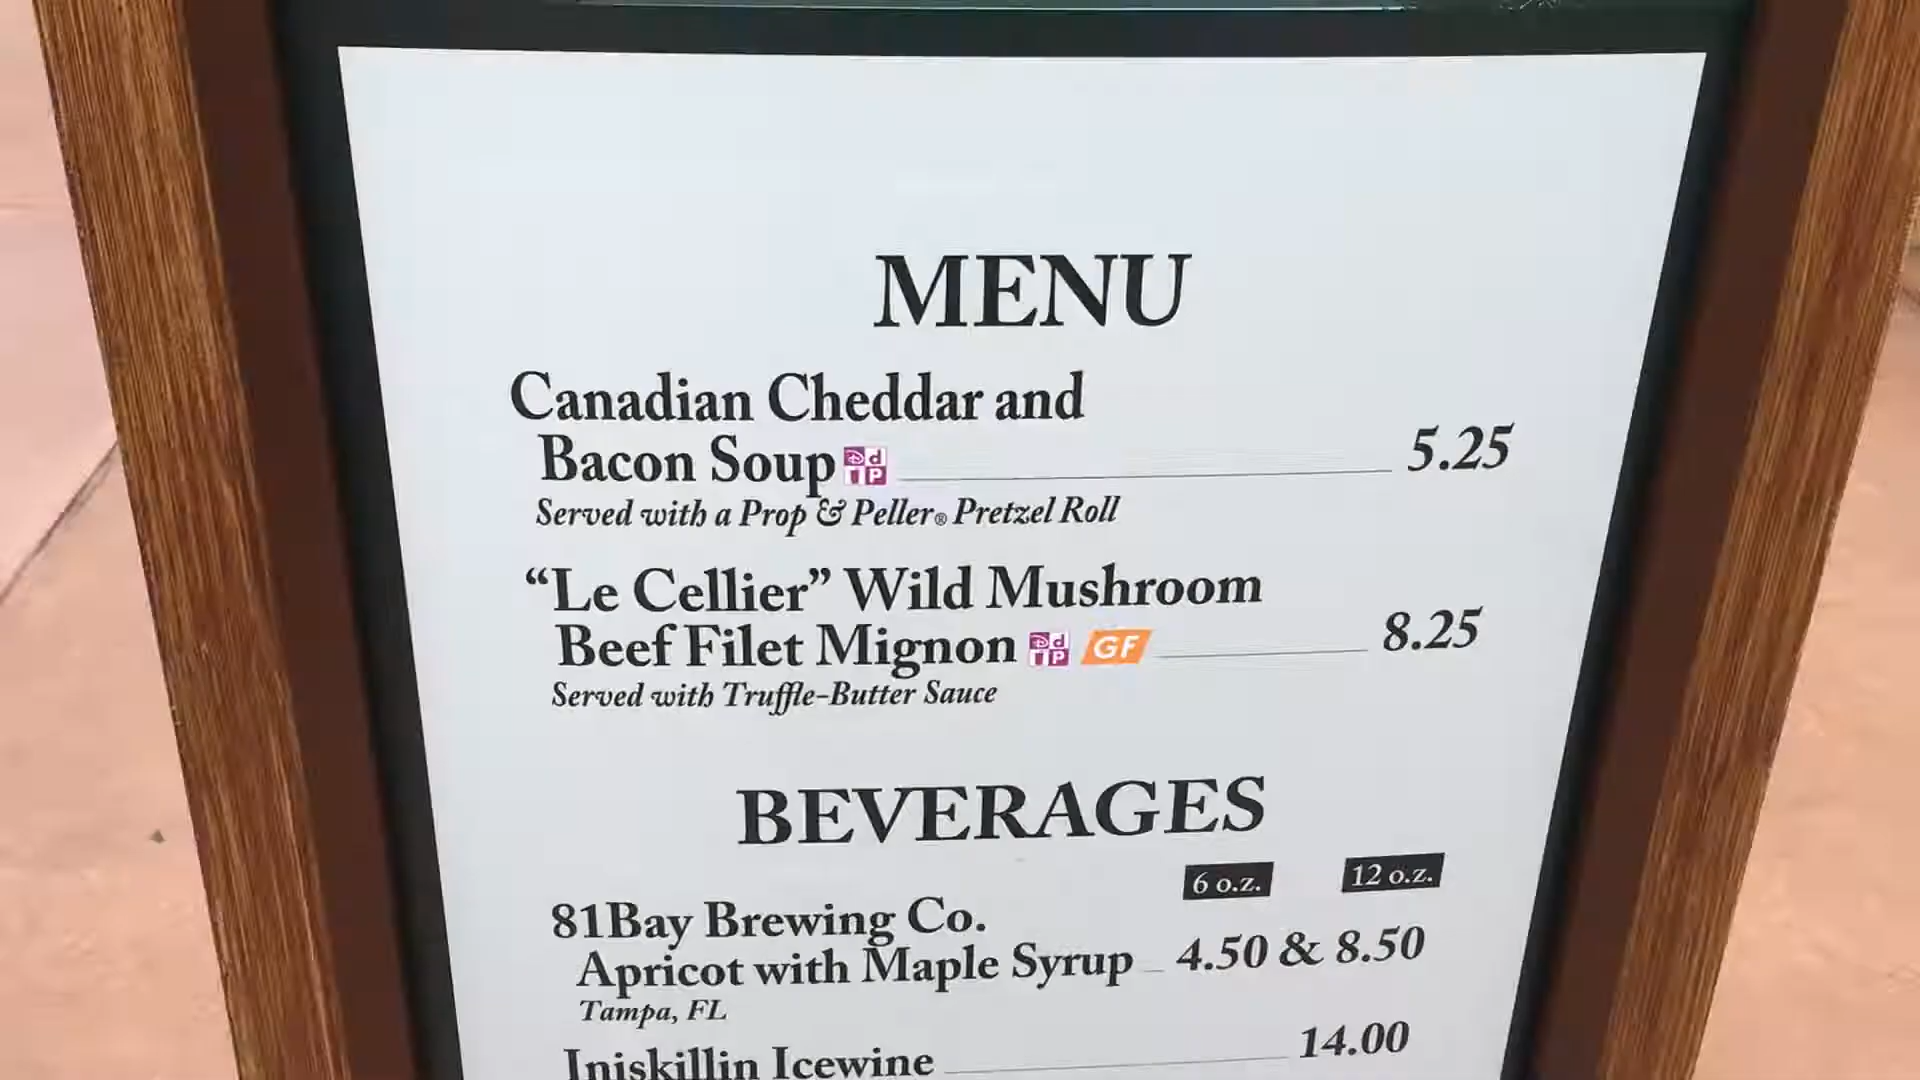 MENU
Canadian Cheddar and
Bacon Soup DdTP 5.25
Served with a Prop & Peller® Pretzel Roll
“Le Cellier” Wild Mushroom
Beef Filet Mignon DdTP GF 8.25
Served with Truffle-Butter Sauce
BEVERAGES
6 o.z. 12 o.z.
81Bay Brewing Co.
Apricot with Maple Syrup 4.50 & 8.50
Tampa, FL
Iniskillin Icewine 14.00